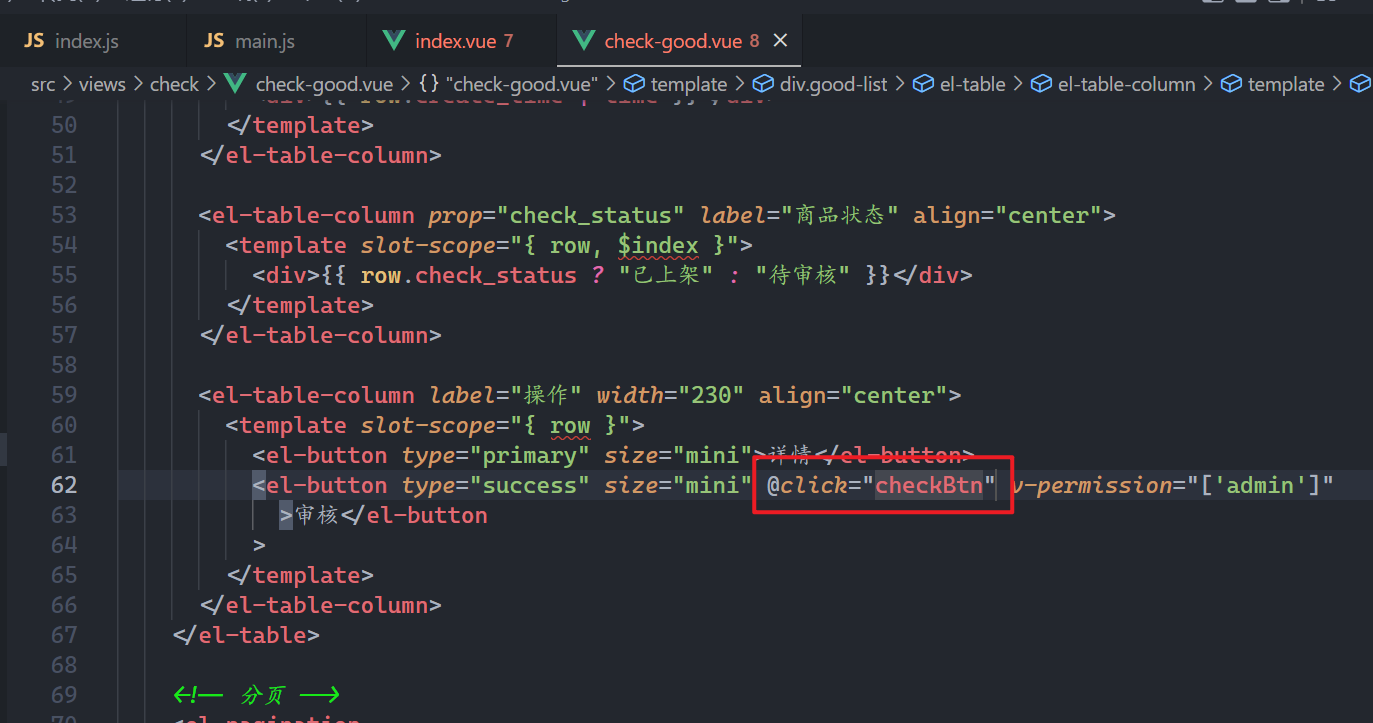 JS index.js JS main.js index.vue 7 check-good.vue 8
src > views > check > check-good.vue > {} "check-good.vue" > template > div.good-list > el-table > el-table-column > template >
50 </template>
51 </el-table-column>
52
53 <el-table-column prop="check_status" label="商品状态" align="center">
54 <template slot-scope="{ row, $index }">
55 <div>{{ row.check_status ? "已上架" : "待审核" }}</div>
56 </template>
57 </el-table-column>
58
59 <el-table-column label="操作" width="230" align="center">
60 <template slot-scope="{ row }">
61 <el-button type="primary" size="mini">详情</el-button>
62 <el-button type="success" size="mini" @click="checkBtn" v-permission="['admin']"
63 >审核</el-button
64 >
65 </template>
66 </el-table-column>
67 </el-table>
68
69 <!-- 分页 -->
70 <el-pagination